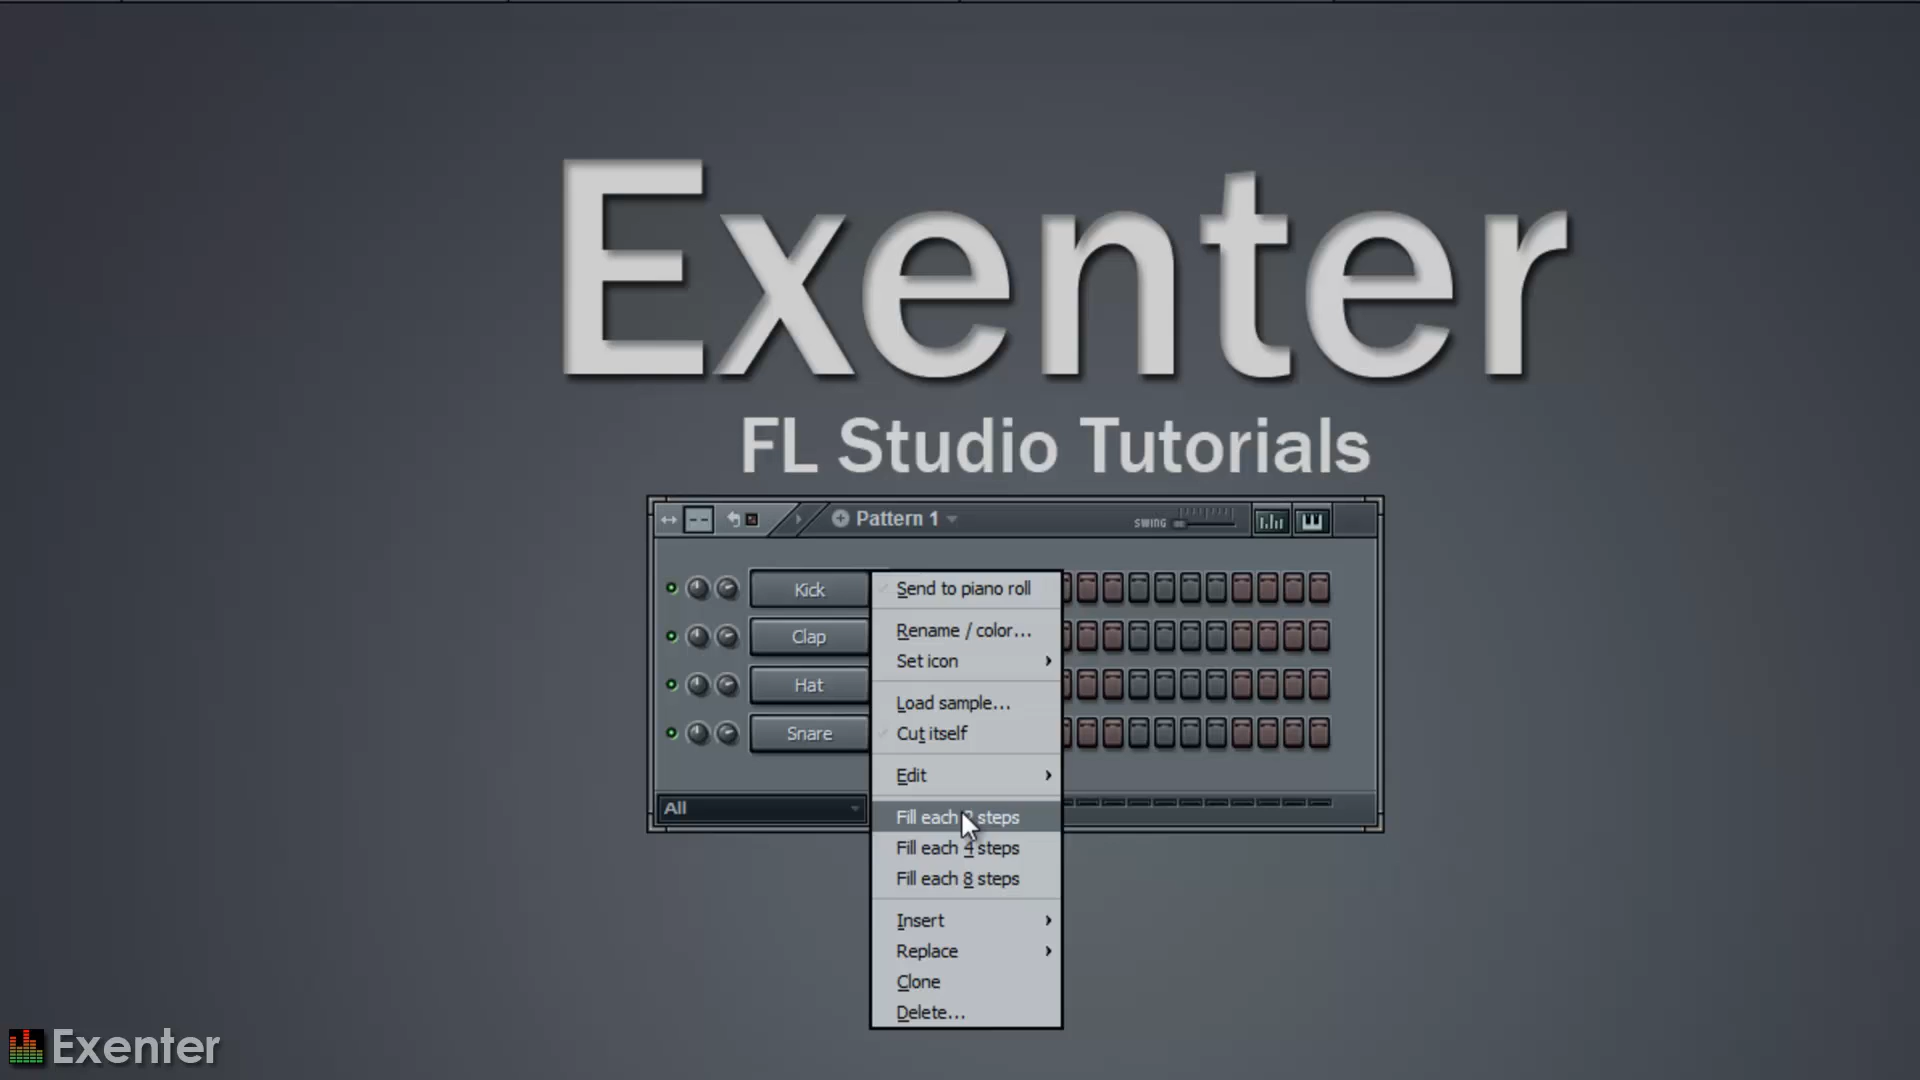 Exenter
FL Studio Tutorials
Pattern 1
SWING
Kick
Clap
Hat
Snare
All
Send to piano roll
Rename / color...
Set icon
Load sample...
Cut itself
Edit
Fill each steps
Fill each 4 steps
Fill each 8 steps
Insert
Replace
Clone
Delete...
Exenter